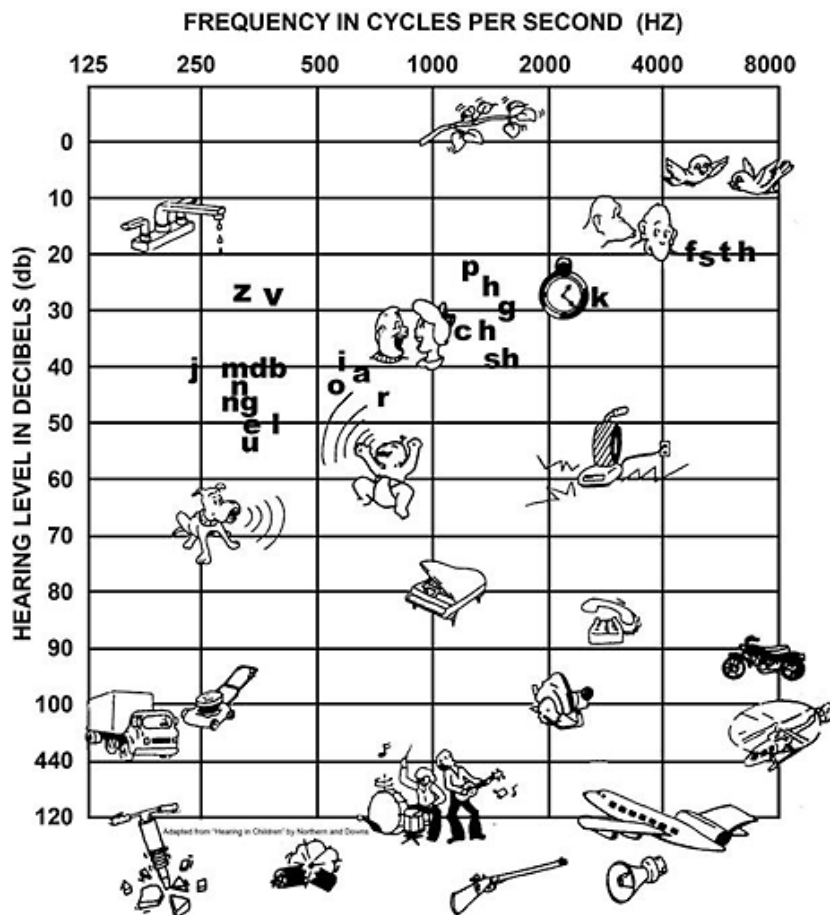 FREQUENCY IN CYCLES PER SECOND (HZ)
125 250 500 1000 2000 4000 8000
HEARING LEVEL IN DECIBELS (db)
0
10
20
f s t h
p
z v
h
k
30
g
c h
i
sh
40
j
mdb
a
n
o
r
ng
50
e l
u
60
70
80
90
100
440
120
Adapted from "Hearing in Children" by Northern and Downs